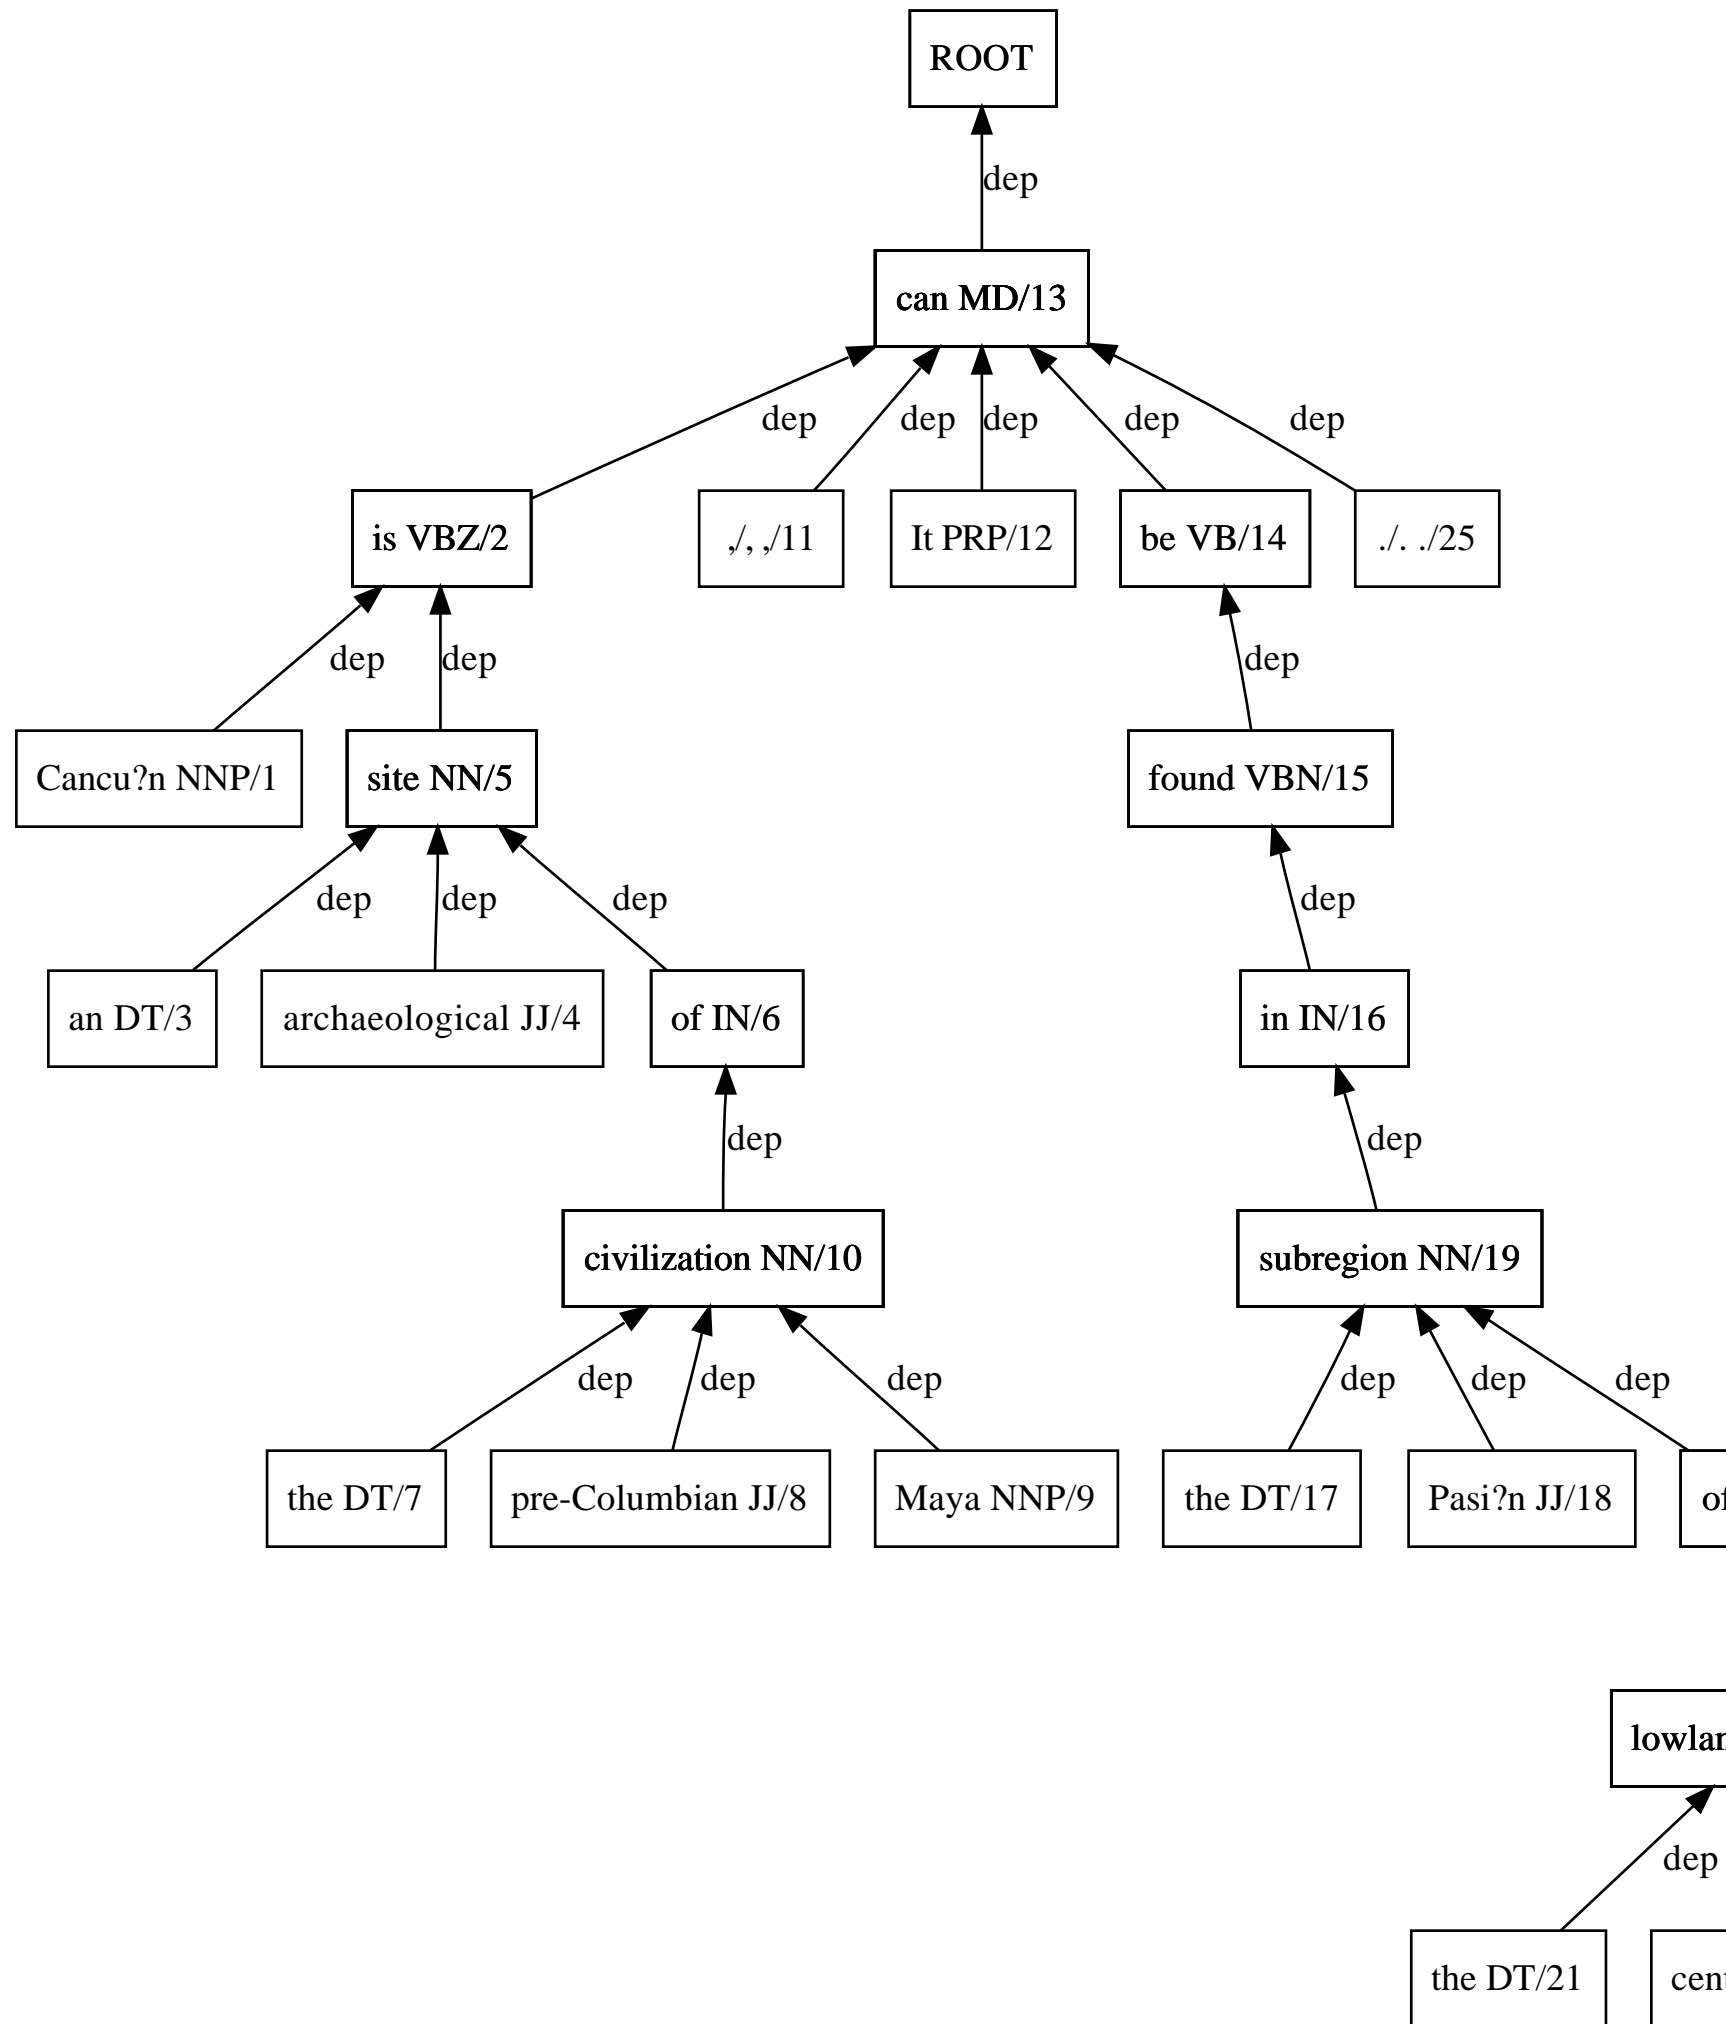 ROOT
dep
can MD/13
dep dep dep dep dep
is VBZ/2 ,/, ,/11 It PRP/12 be VB/14 ./. ./25
dep dep dep
Cancu?n NNP/1 site NN/5 found VBN/15
dep dep dep dep
an DT/3 archaeological JJ/4 of IN/6 in IN/16
dep dep
civilization NN/10 subregion NN/19
dep dep dep dep dep dep
the DT/7 pre-Columbian JJ/8 Maya NNP/9 the DT/17 Pasi?n JJ/18 of
lowlan
dep
the DT/21 cent